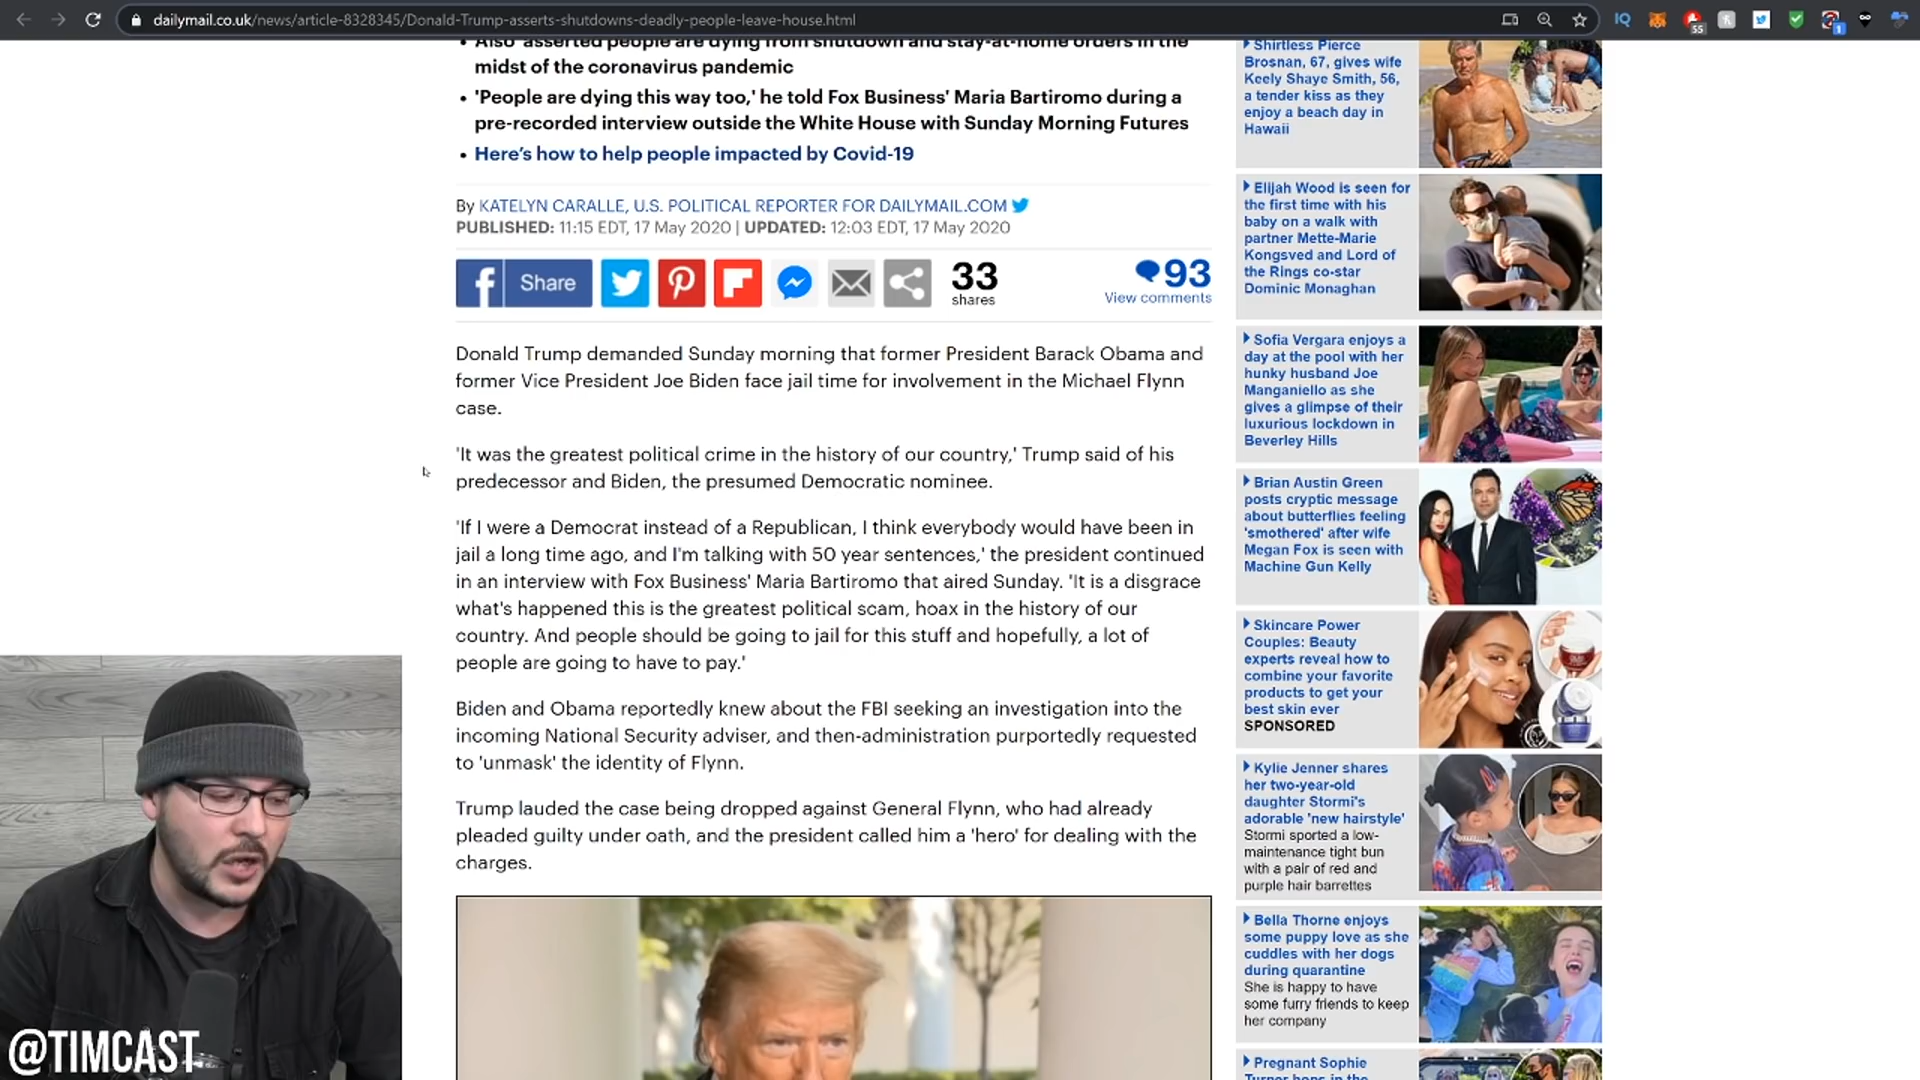 dailymail.co.uk/news/article-8328345/Donald-Trump-asserts-shutdowns-deadly-people-leave-house.html
55
1
• Also asserted people are dying from shutdown and stay-at-home orders in the
midst of the coronavirus pandemic
• 'People are dying this way too,' he told Fox Business' Maria Bartiromo during a
pre-recorded interview outside the White House with Sunday Morning Futures
• Here's how to help people impacted by Covid-19
By KATELYN CARALLE, U.S. POLITICAL REPORTER FOR DAILYMAIL.COM
PUBLISHED: 11:15 EDT, 17 May 2020 | UPDATED: 12:03 EDT, 17 May 2020
Share
33
shares
93
View comments
Donald Trump demanded Sunday morning that former President Barack Obama and
former Vice President Joe Biden face jail time for involvement in the Michael Flynn
case.
'It was the greatest political crime in the history of our country,' Trump said of his
predecessor and Biden, the presumed Democratic nominee.
'If I were a Democrat instead of a Republican, I think everybody would have been in
jail a long time ago, and I'm talking with 50 year sentences,' the president continued
in an interview with Fox Business' Maria Bartiromo that aired Sunday. 'It is a disgrace
what's happened this is the greatest political scam, hoax in the history of our
country. And people should be going to jail for this stuff and hopefully, a lot of
people are going to have to pay.'
Biden and Obama reportedly knew about the FBI seeking an investigation into the
incoming National Security adviser, and then-administration purportedly requested
to 'unmask' the identity of Flynn.
Trump lauded the case being dropped against General Flynn, who had already
pleaded guilty under oath, and the president called him a 'hero' for dealing with the
charges.
Shirtless Pierce
Brosnan, 67, gives wife
Keely Shaye Smith, 56,
a tender kiss as they
enjoy a beach day in
Hawaii
Elijah Wood is seen for
the first time with his
baby on a walk with
partner Mette-Marie
Kongsved and Lord of
the Rings co-star
Dominic Monaghan
Sofia Vergara enjoys a
day at the pool with her
hunky husband Joe
Manganiello as she
gives a glimpse of their
luxurious lockdown in
Beverley Hills
Brian Austin Green
posts cryptic message
about butterflies feeling
'smothered' after wife
Megan Fox is seen with
Machine Gun Kelly
Skincare Power
Couples: Beauty
experts reveal how to
combine your favorite
products to get your
best skin ever
SPONSORED
Kylie Jenner shares
her two-year-old
daughter Stormi's
adorable 'new hairstyle'
Stormi sported a low-
maintenance tight bun
with a pair of red and
purple hair barrettes
Bella Thorne enjoys
some puppy love as she
cuddles with her dogs
during quarantine
She is happy to have
some furry friends to keep
her company
Pregnant Sophie
Turner hops in the
@TIMCAST